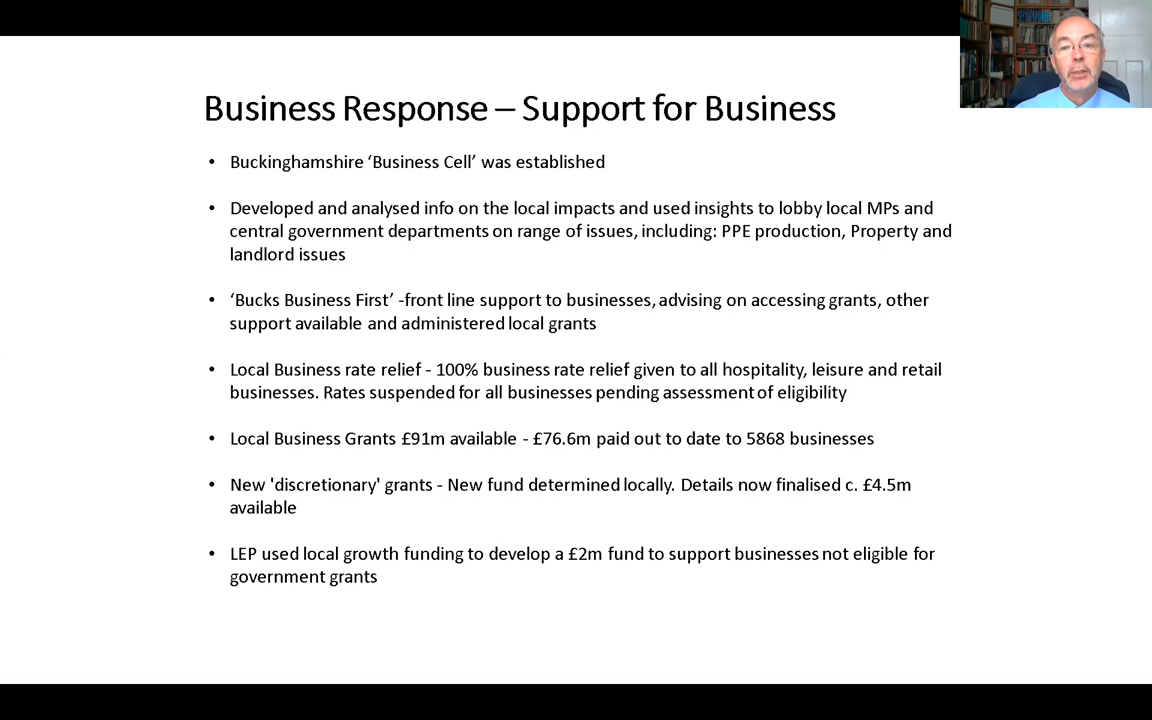 Business Response – Support for Business
• Buckinghamshire ‘Business Cell’ was established
• Developed and analysed info on the local impacts and used insights to lobby local MPs and
central government departments on range of issues, including: PPE production, Property and
landlord issues
• ‘Bucks Business First’ -front line support to businesses, advising on accessing grants, other
support available and administered local grants
• Local Business rate relief - 100% business rate relief given to all hospitality, leisure and retail
businesses. Rates suspended for all businesses pending assessment of eligibility
• Local Business Grants £91m available - £76.6m paid out to date to 5868 businesses
• New 'discretionary' grants - New fund determined locally. Details now finalised c. £4.5m
available
• LEP used local growth funding to develop a £2m fund to support businesses not eligible for
government grants